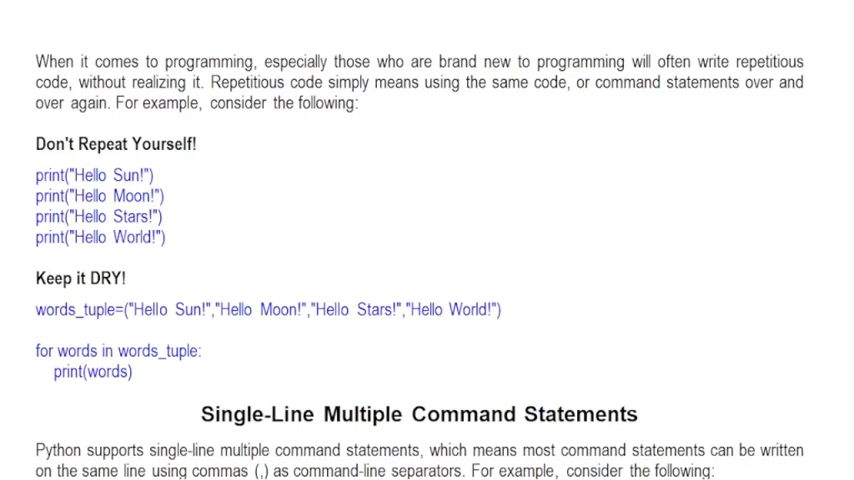 When it comes to programming, especially those who are brand new to programming will often write repetitious
code, without realizing it. Repetitious code simply means using the same code, or command statements over and
over again. For example, consider the following:
Don't Repeat Yourself!
print("Hello Sun!")
print("Hello Moon!")
print("Hello Stars!")
print("Hello World!")
Keep it DRY!
words_tuple=("Hello Sun!","Hello Moon!","Hello Stars!","Hello World!")
for words in words_tuple:
    print(words)
Single-Line Multiple Command Statements
Python supports single-line multiple command statements, which means most command statements can be written
on the same line using commas (,) as command-line separators. For example, consider the following: